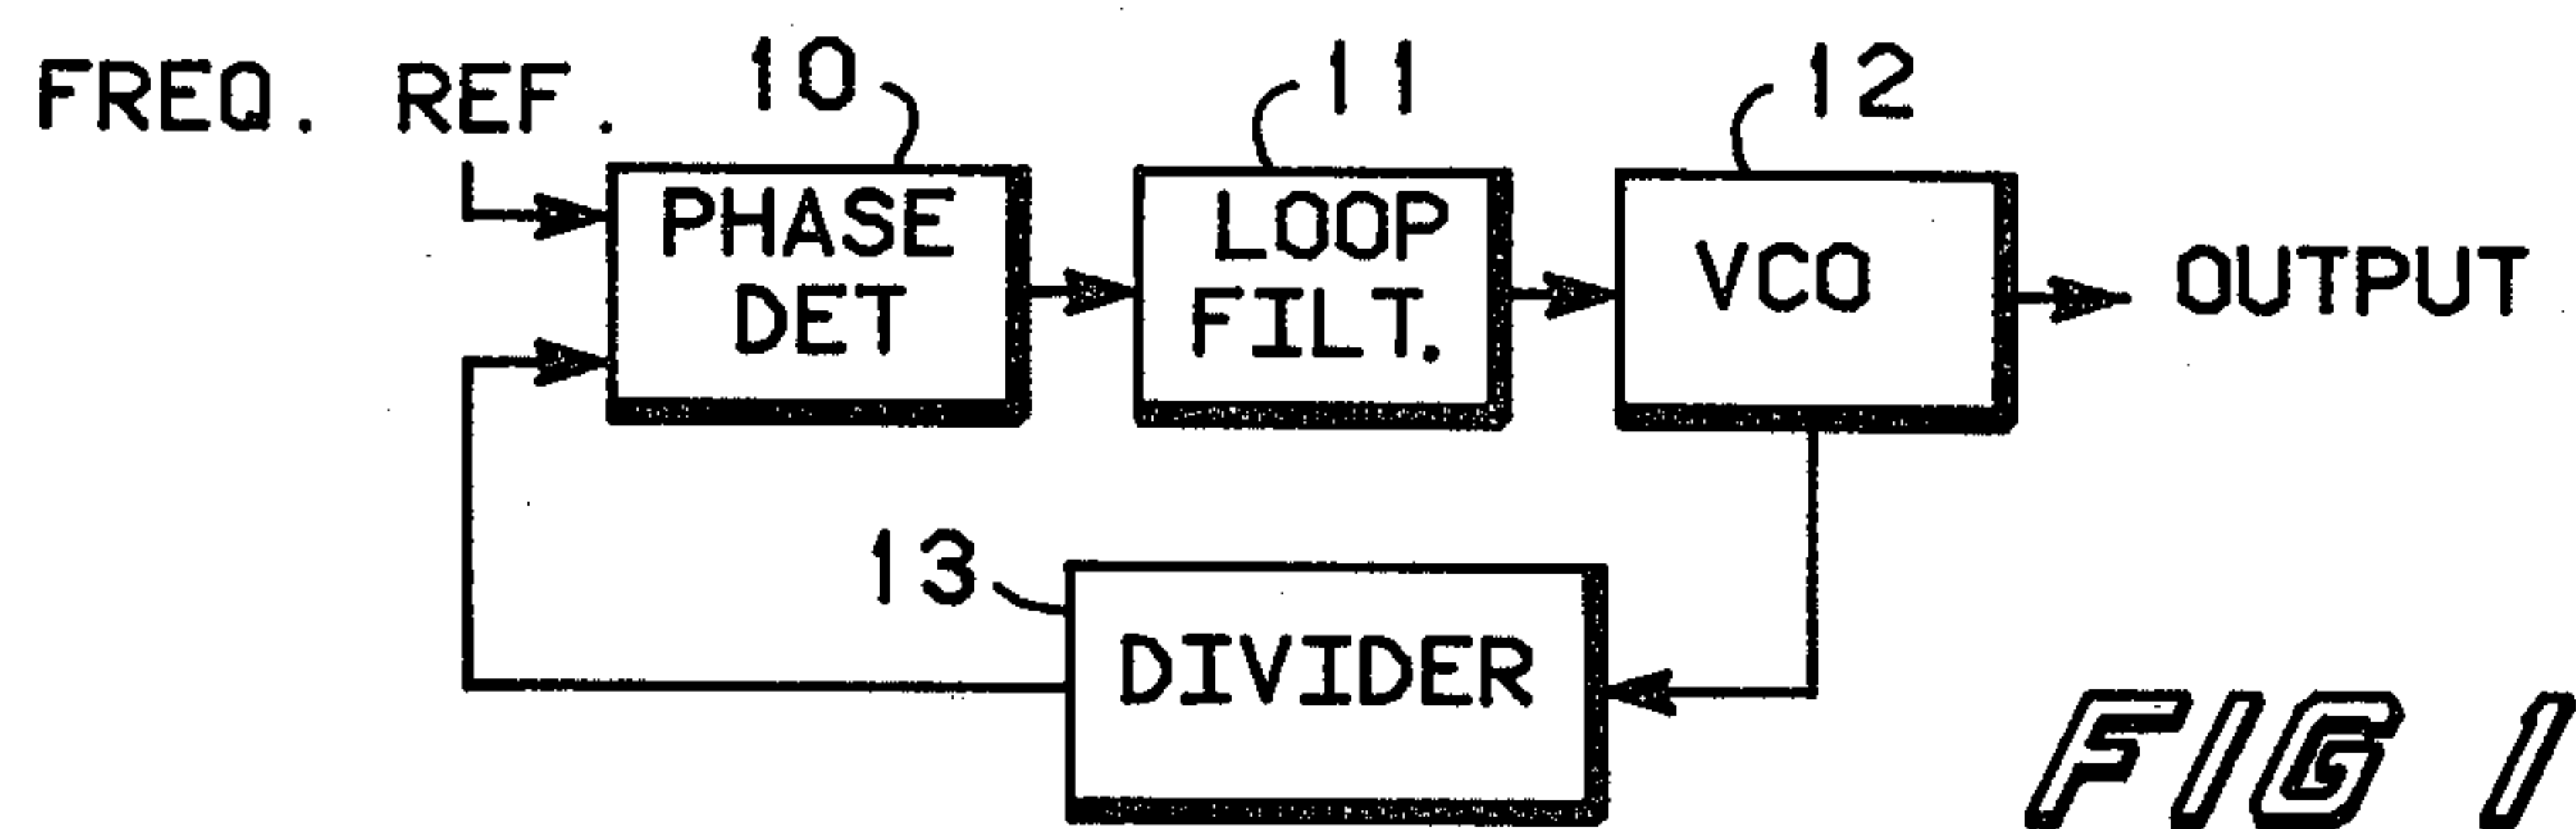 FREQ. REF.
10
11
12
PHASE
DET
LOOP
FILT.
VCO
OUTPUT
13
DIVIDER
FIG 1